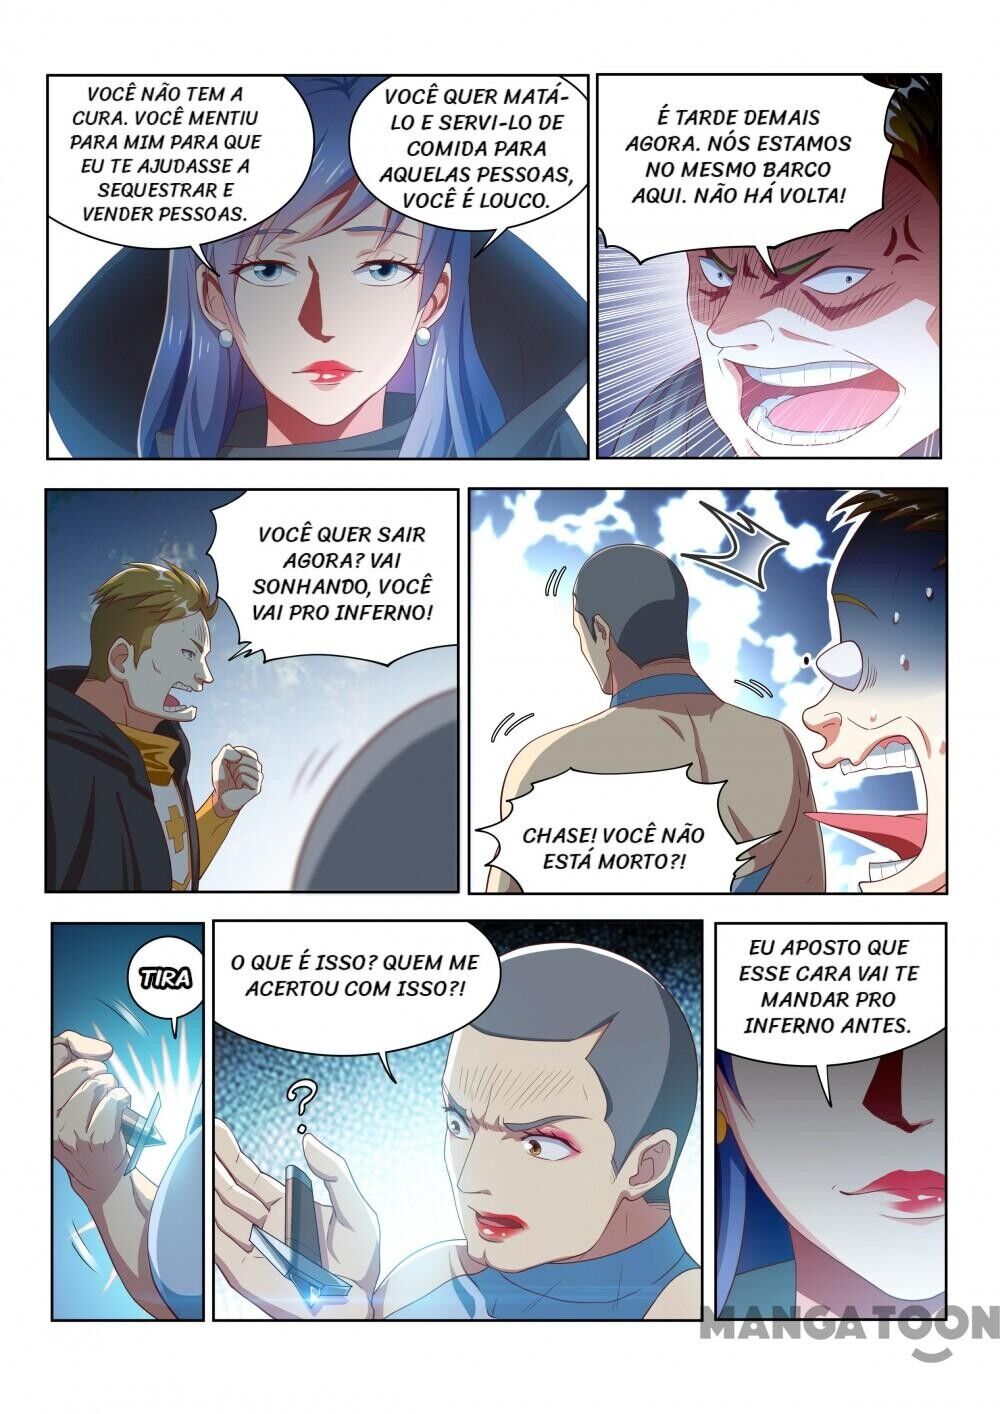 VOCÊ NÃO TEM A
CURA. VOCÊ MENTIU
PARA MIM PARA QUE
EU TE AJUDASSE A
SEQUESTRAR E
VENDER PESSOAS.
VOCÊ QUER MATÁ-
LO E SERVI-LO DE
COMIDA PARA
AQUELAS PESSOAS,
VOCÊ É LOUCO.
É TARDE DEMAIS
AGORA. NÓS ESTAMOS
NO MESMO BARCO
AQUI. NÃO HÁ VOLTA!
VOCÊ QUER SAIR
AGORA? VAI
SONHANDO, VOCÊ
VAI PRO INFERNO!
CHASE! VOCÊ NÃO
ESTÁ MORTO?!
TIRA
O QUE É ISSO? QUEM ME
ACERTOU COM ISSO?!
?
EU APOSTO QUE
ESSE CARA VAI TE
MANDAR PRO
INFERNO ANTES.
MANGATOON